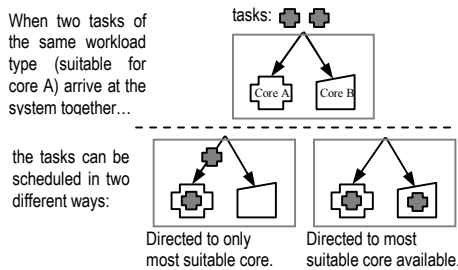 When two tasks of
the same workload
type (suitable for
core A) arrive at the
system together…
tasks:
Core A
Core B
the tasks can be
scheduled in two
different ways:
Directed to only
most suitable core.
Directed to most
suitable core available.